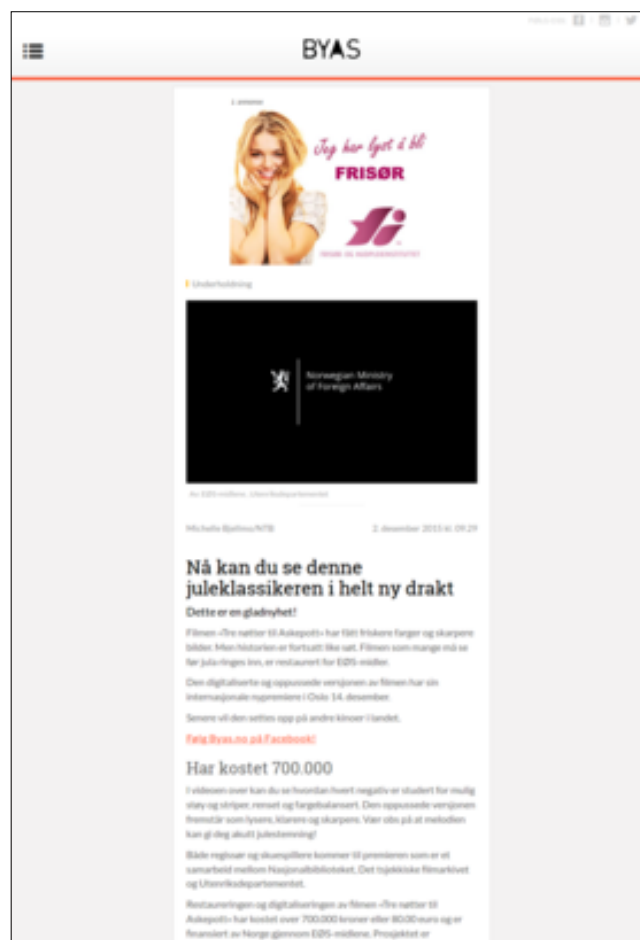 FØLG OSS:
BYAS
annonse
Jeg har lyst å bli
FRISØR
Underholdning
Norwegian Ministry
of Foreign Affairs
Av: EØS-midlene, Utenriksdepartementet
Michelle Bjellmo/NTB 2. desember 2015 kl. 09:29
Nå kan du se denne
juleklassikeren i helt ny drakt
Dette er en gladnyhet!
Filmen «Tre nøtter til Askepott» har fått friskere farger og skarpere
bilder. Men historien er fortsatt like søt. Filmen som mange må se
før jula ringes inn, er restaurert for EØS-midler.
Den digitaliserte og oppussede versjonen av filmen har sin
internasjonale nypremiere i Oslo 14. desember.
Senere vil den settes opp på andre kinoer i landet.
Følg Byas.no på Facebook!
Har kostet 700.000
I videoen over kan du se hvordan hvert negativ er studert for mulig
støy og striper, renset og fargebalansert. Den oppussede versjonen
fremstår som lysere, klarere og skarpere. Vær obs på at melodien
kan gi deg akutt julestemning!
Både regissør og skuespillere kommer til premieren som er et
samarbeid mellom Nasjonalbiblioteket, Det tsjekkiske filmarkivet
og Utenriksdepartementet.
Restaureringen og digitaliseringen av filmen «Tre nøtter til
Askepott» har kostet over 700.000 kroner eller 80.00 euro og er
finansiert av Norge gjennom EØS-midlene. Prosjektet er